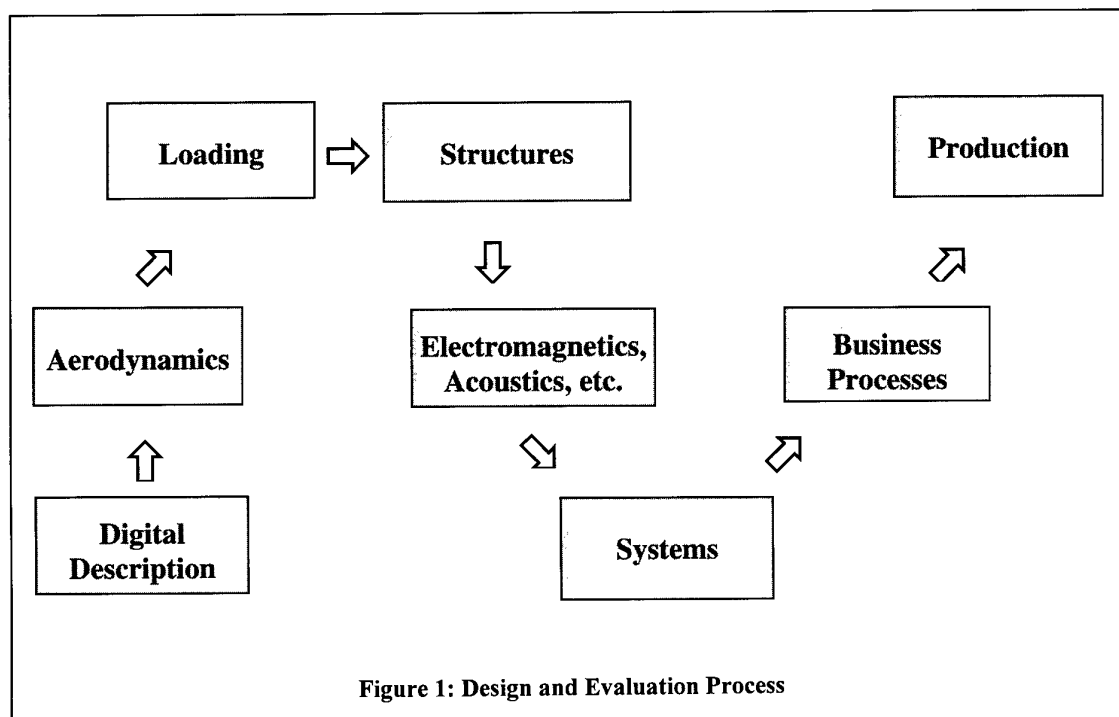 Loading
Structures
Production
Aerodynamics
Electromagnetics,
Acoustics, etc.
Business
Processes
Digital
Description
Systems
Figure 1: Design and Evaluation Process